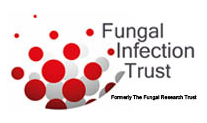 Fungal
Infection
Trust
Formerly The Fungal Research Trust